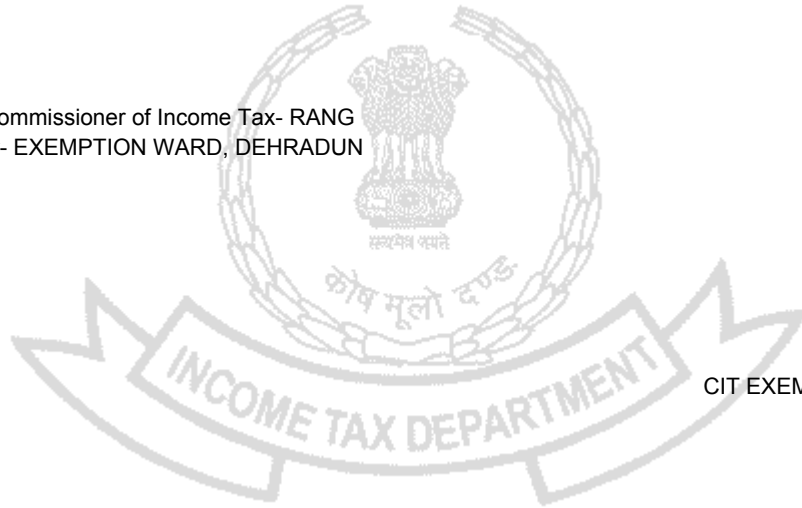 ommissioner of Income Tax- RANG
- EXEMPTION WARD, DEHRADUN
सत्यमेव जयते
कोष मूलो दण्ड:
CIT EXEM
INCOME TAX DEPARTMENT